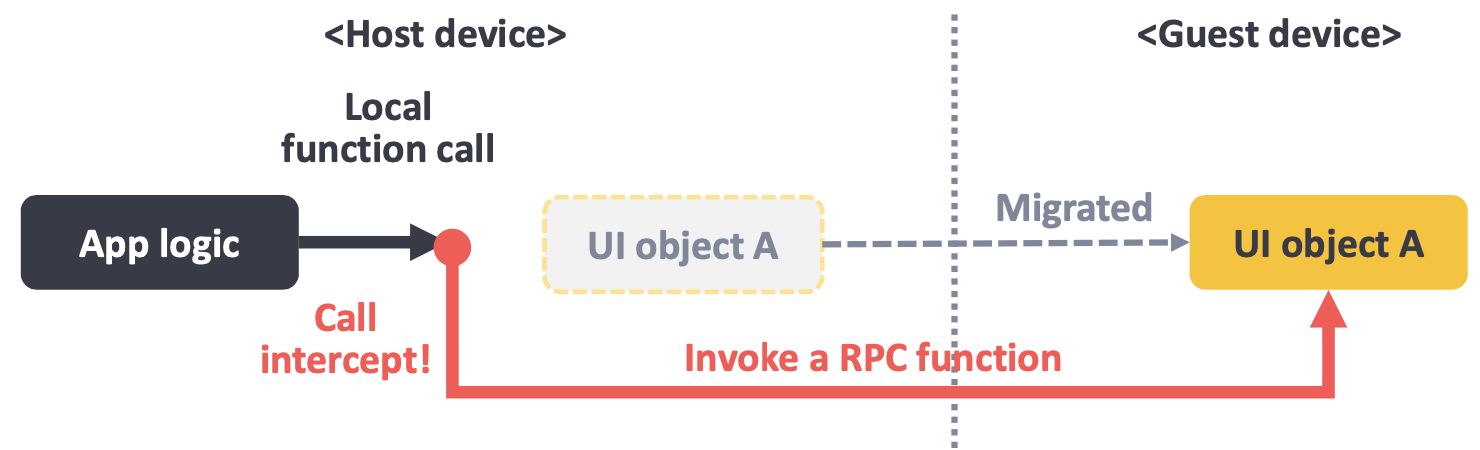 <Host device>
<Guest device>
Local
function call
App logic
UI object A
Migrated
UI object A
Call
intercept!
Invoke a RPC function